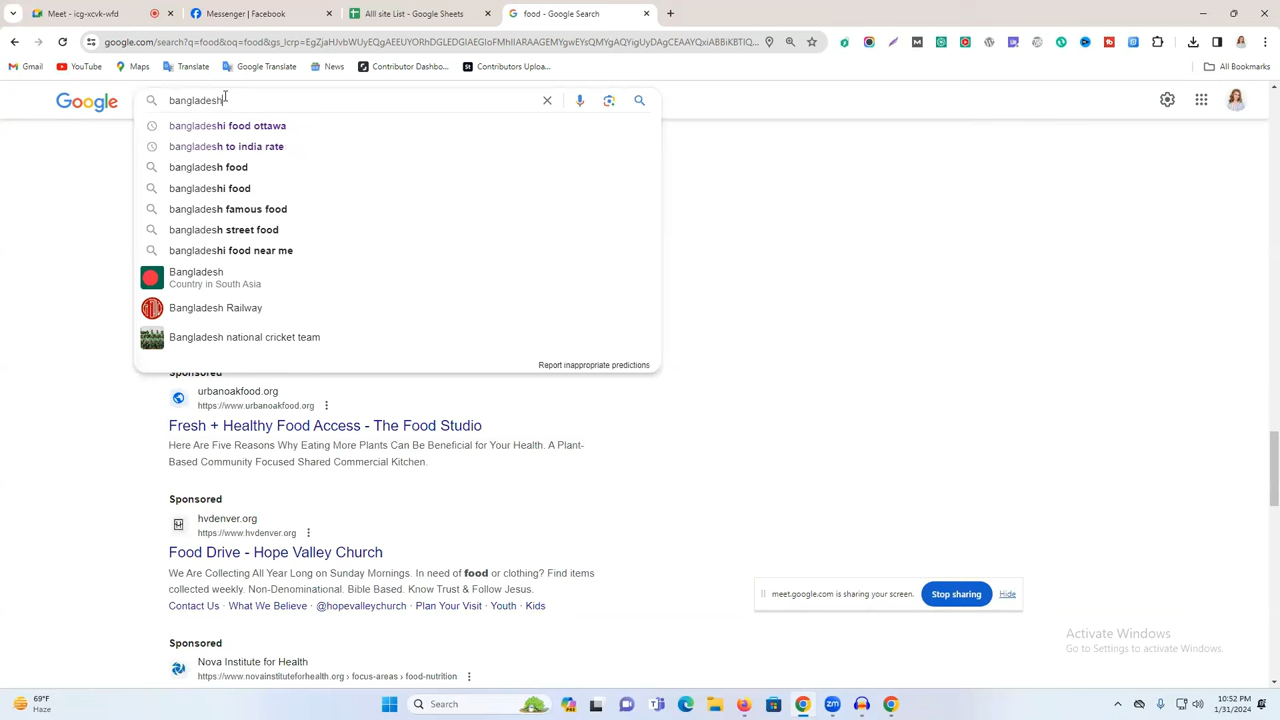 Meet - icg-xcvk-wfd
Messenger | Facebook
Alll site List - Google Sheets
food - Google Search
google.com/search?q=food&oq=food&gs_lcrp=
Gmail
YouTube
Maps
Translate
Google Translate
News
Contributor Dashbo...
Contributors Uploa...
All Bookmarks
Google
bangladesh
bangladeshi food ottawa
bangladesh to india rate
bangladesh food
bangladeshi food
bangladesh famous food
bangladesh street food
bangladeshi food near me
Bangladesh
Country in South Asia
Bangladesh Railway
Bangladesh national cricket team
Report inappropriate predictions
Sponsored
urbanoakfood.org
https://www.urbanoakfood.org
Fresh + Healthy Food Access - The Food Studio
Here Are Five Reasons Why Eating More Plants Can Be Beneficial for Your Health. A Plant-
Based Community Focused Shared Commercial Kitchen.
Sponsored
hvdenver.org
https://www.hvdenver.org
Food Drive - Hope Valley Church
We Are Collecting All Year Long on Sunday Mornings. In need of food or clothing? Find items
collected weekly. Non-Denominational. Bible Based. Know Trust & Follow Jesus.
Contact Us · What We Believe · @hopevalleychurch · Plan Your Visit · Youth · Kids
meet.google.com is sharing your screen.
Stop sharing
Hide
Sponsored
Nova Institute for Health
https://www.novainstituteforhealth.org › focus-areas › food-nutrition
Activate Windows
Go to Settings to activate Windows.
69°F
Haze
Search
10:52 PM
1/31/2024